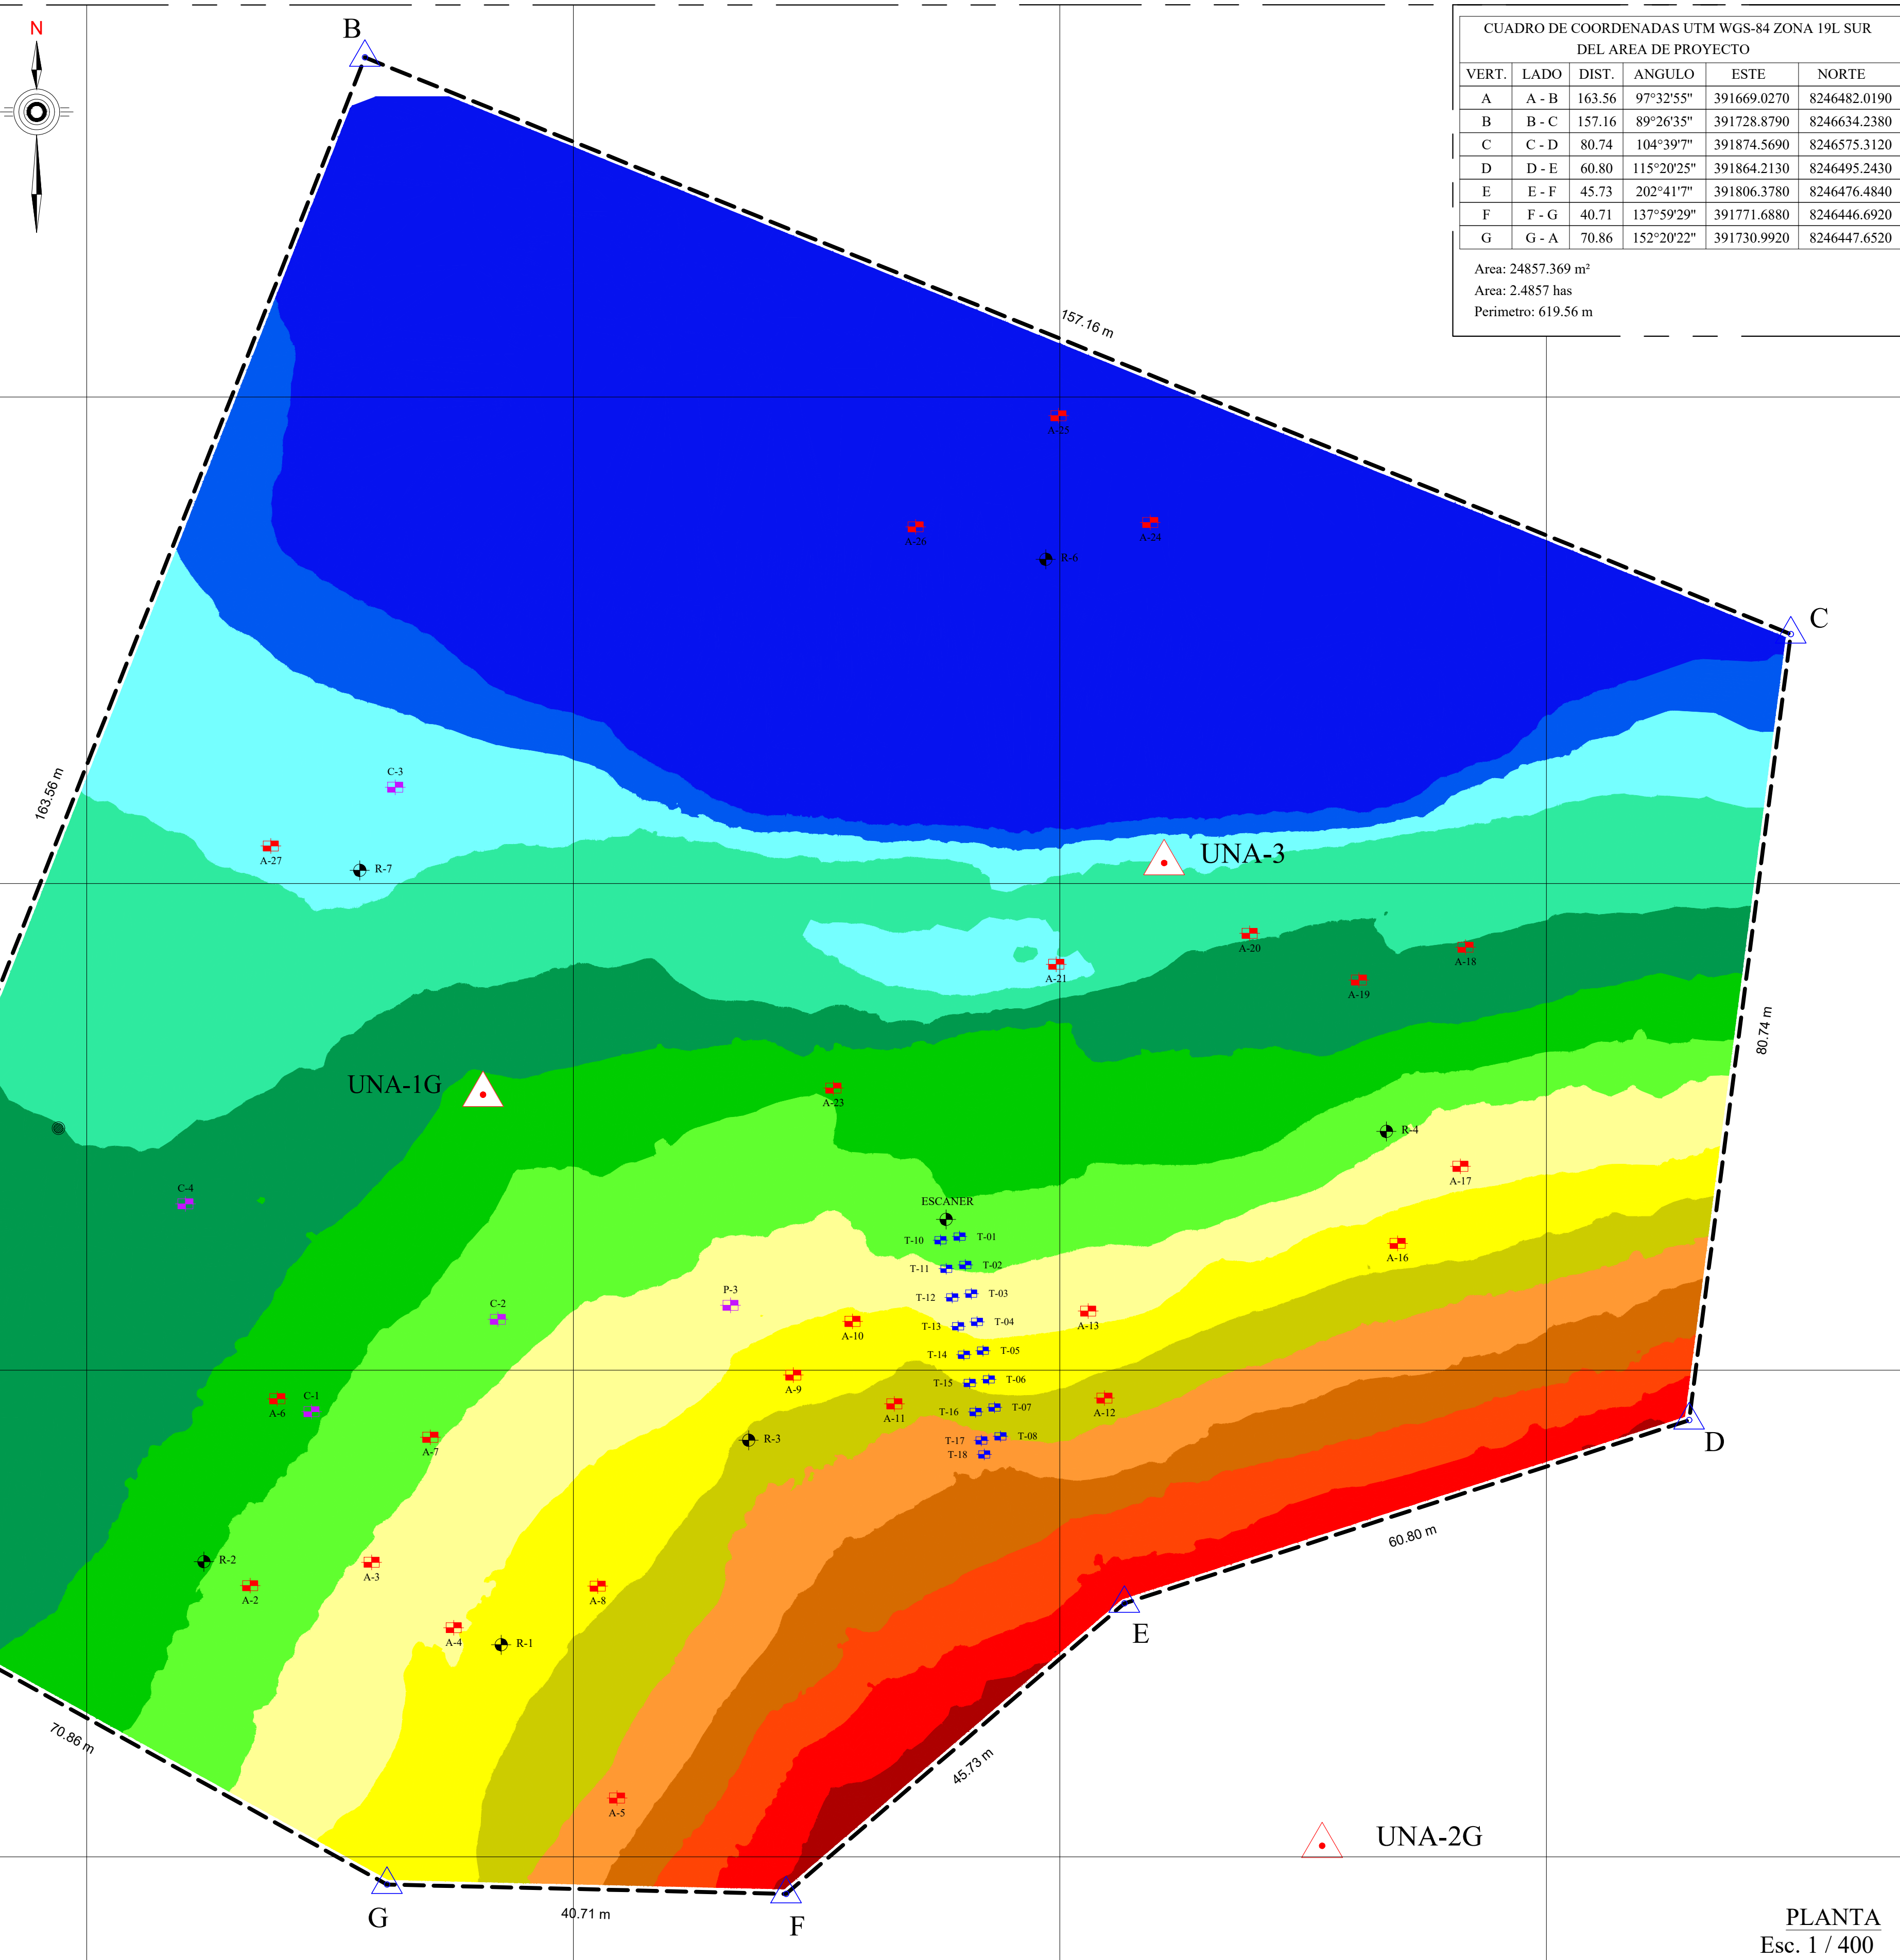 N
B
CUADRO DE COORDENADAS UTM WGS-84 ZONA 19L SUR
DEL AREA DE PROYECTO
VERT. LADO DIST. ANGULO ESTE NORTE
A A - B 163.56 97°32'55" 391669.0270 8246482.0190
B B - C 157.16 89°26'35" 391728.8790 8246634.2380
C C - D 80.74 104°39'7" 391874.5690 8246575.3120
D D - E 60.80 115°20'25" 391864.2130 8246495.2430
E E - F 45.73 202°41'7" 391806.3780 8246476.4840
F F - G 40.71 137°59'29" 391771.6880 8246446.6920
G G - A 70.86 152°20'22" 391730.9920 8246447.6520
Area: 24857.369 m²
Area: 2.4857 has
Perimetro: 619.56 m
157.16 m
A-25
A-26
A-24
R-6
C
C-3
163.56 m
A-27
R-7
UNA-3
A-20
A-18
A-21
A-19
80.74 m
UNA-1G
A-23
R-4
A-17
C-4
ESCANER
T-10 T-01
A-16
T-11 T-02
P-3
T-12 T-03
C-2
A-10
T-13 T-04
A-13
T-14 T-05
A-9
T-15 T-06
A-6
C-1
A-11
T-16 T-07
A-12
A-7
R-3
T-17 T-08
T-18
D
60.80 m
R-2
A-3
A-2
A-8
A-4
R-1
E
70.86 m
45.73 m
A-5
UNA-2G
G
40.71 m
F
PLANTA
Esc. 1 / 400